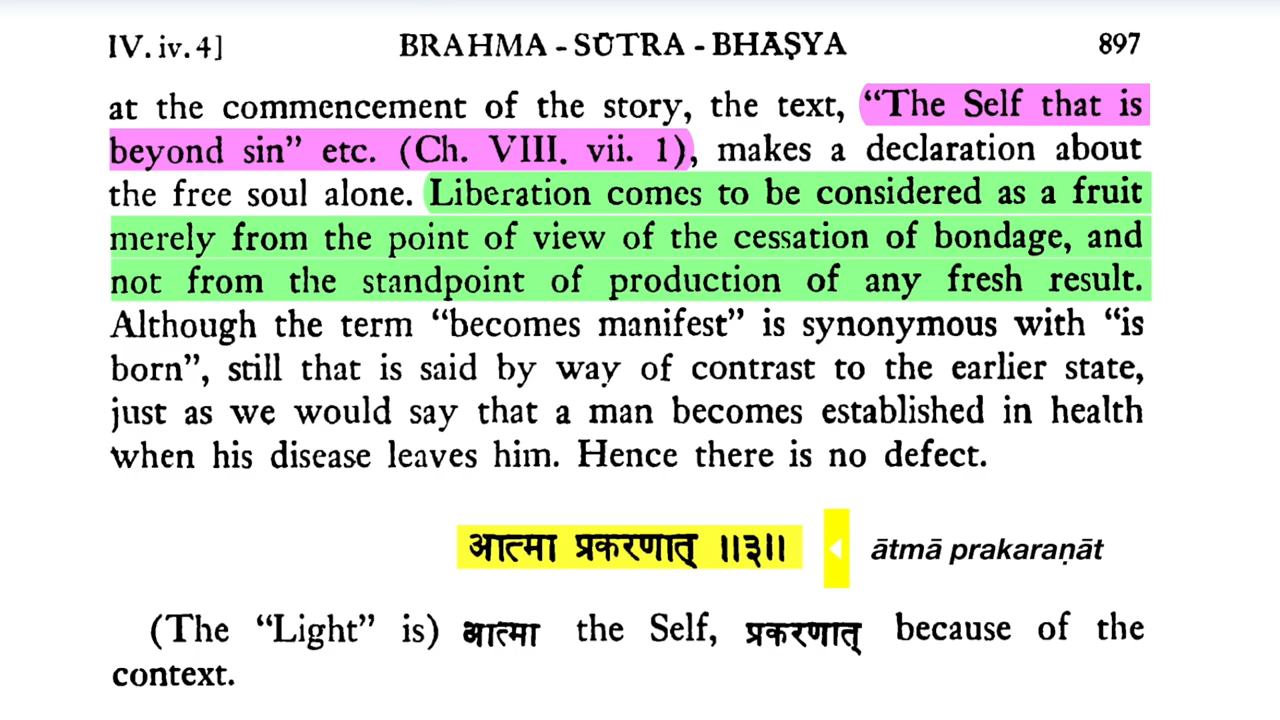 IV. iv. 4] BRAHMA - SŪTRA - BHĀṢYA 897
at the commencement of the story, the text, “The Self that is
beyond sin” etc. (Ch. VIII. vii. 1), makes a declaration about
the free soul alone. Liberation comes to be considered as a fruit
merely from the point of view of the cessation of bondage, and
not from the standpoint of production of any fresh result.
Although the term “becomes manifest” is synonymous with “is
born”, still that is said by way of contrast to the earlier state,
just as we would say that a man becomes established in health
when his disease leaves him. Hence there is no defect.
आत्मा प्रकरणात् ॥३॥ ātmā prakaraṇāt
(The “Light” is) आत्मा the Self, प्रकरणात् because of the
context.